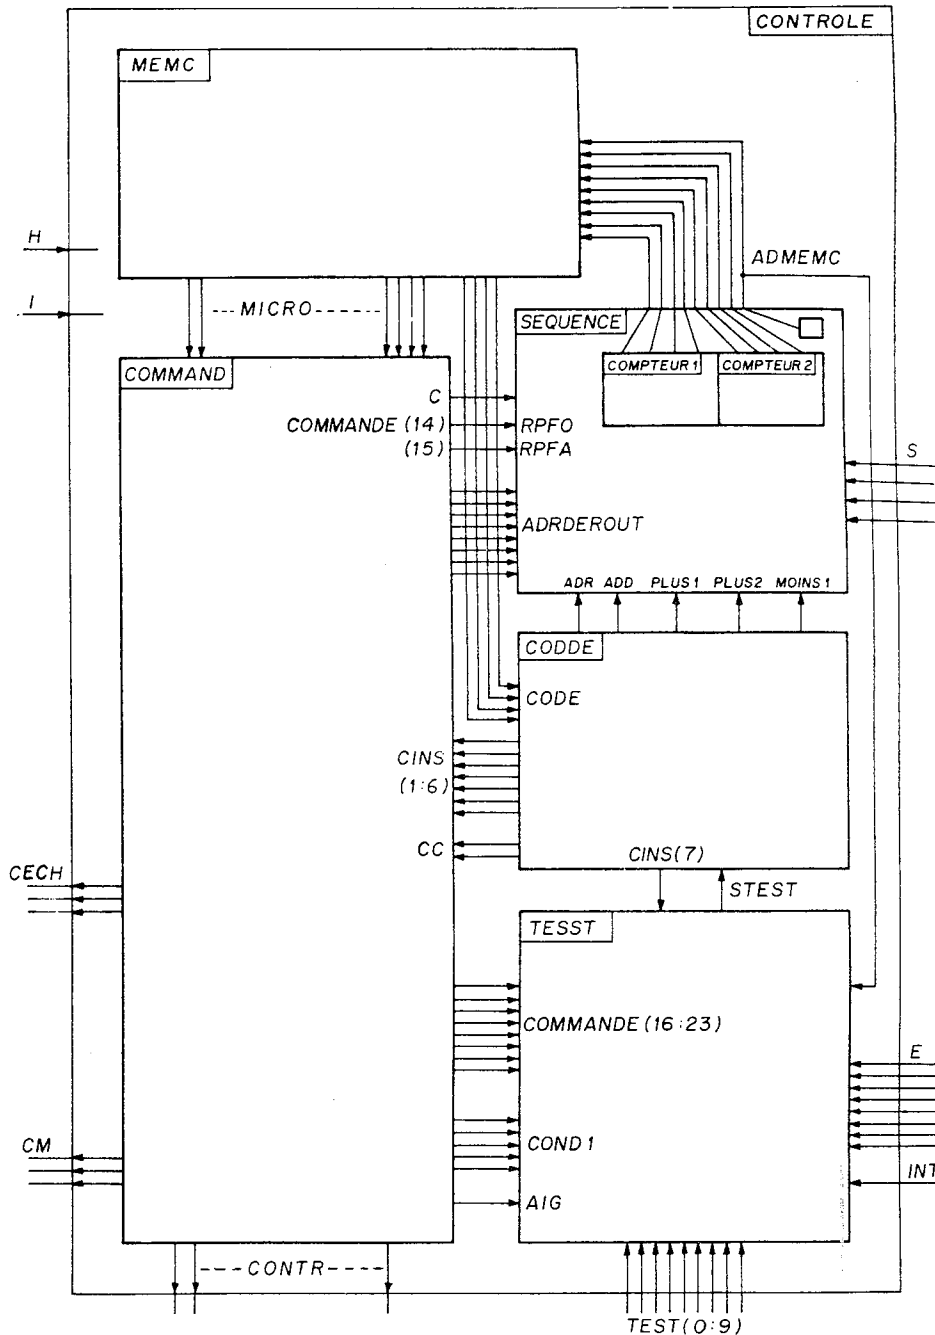 CONTROLE
MEMC
H
ADMEMC
I
---MICRO-----
SEQUENCE
COMMAND
COMPTEUR 1
COMPTEUR 2
C
COMMANDE (14)
RPFO
(15)
RPFA
S
ADRDEROUT
ADR ADD PLUS 1 PLUS2 MOINS 1
CODDE
CODE
CINS
(1:6)
CC
CINS(7)
CECH
STEST
TESST
COMMANDE (16:23)
E
CM
COND 1
INT
AIG
----CONTR------
TEST(0:9)